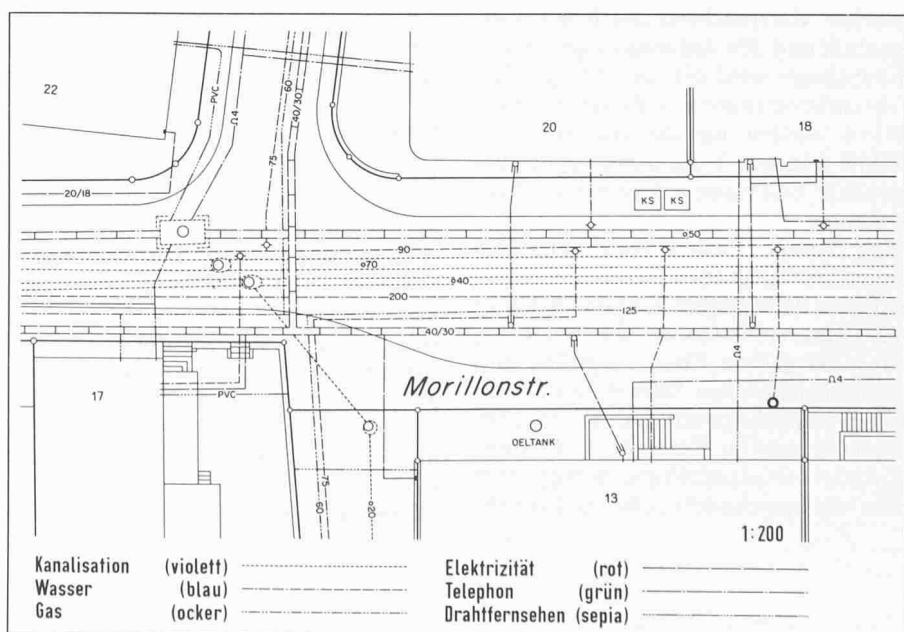 22
PVC
Ω4
60
40/30
75
20
18
20/18
KS KS
90
ø50
ø70
ø40
200
125
40/30
Ω4
Morillonstr.
Ω4
17
PVC
OELTANK
75
60
ø20
13
1:200
Kanalisation (violett)
Wasser (blau)
Gas (ocker)
Elektrizität (rot)
Telephon (grün)
Drahtfernsehen (sepia)